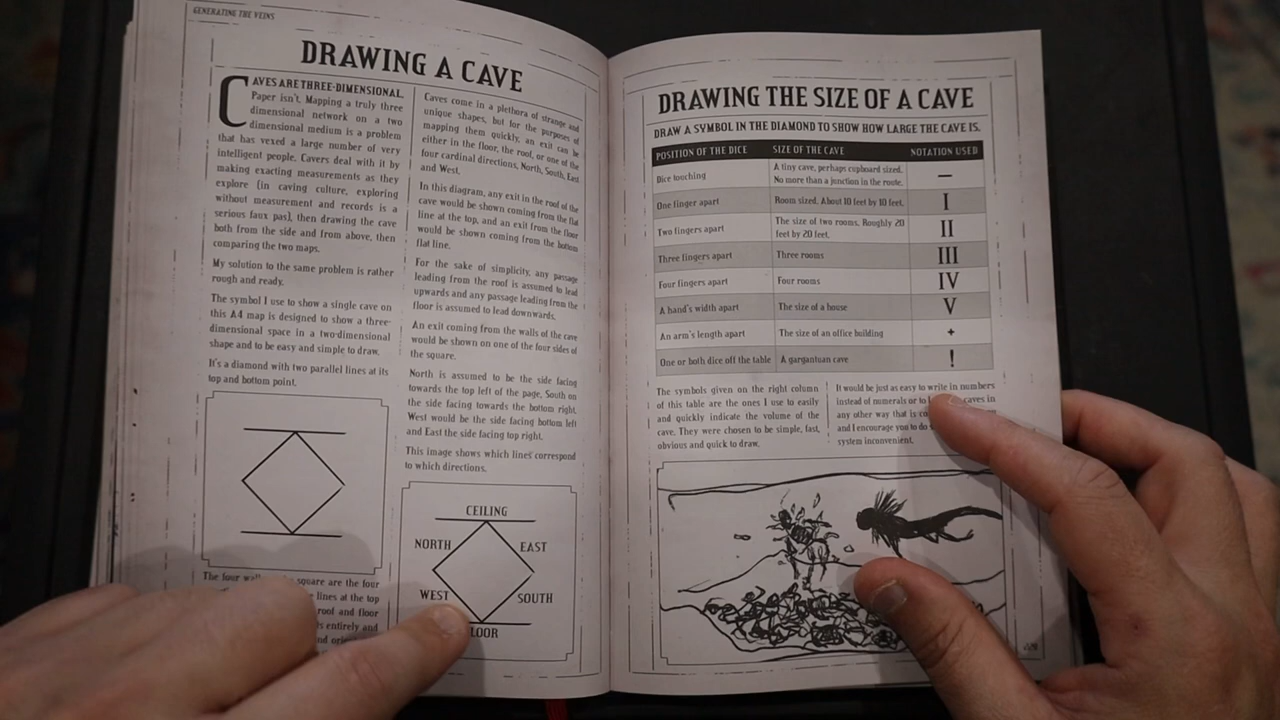 GENERATING THE VEINS
DRAWING A CAVE
CAVES ARE THREE-DIMENSIONAL.
Paper isn't. Mapping a truly three
dimensional network on a two
dimensional medium is a problem
that has vexed a large number of very
intelligent people. Cavers deal with it by
making exacting measurements as they
explore (in caving culture, exploring
without measurement and records is a
serious faux pas), then drawing the cave
both from the side and from above, then
comparing the two maps.
My solution to the same problem is rather
rough and ready.
The symbol I use to show a single cave on
this A4 map is designed to show a three-
dimensional space in a two-dimensional
shape and to be easy and simple to draw.
It's a diamond with two parallel lines at its
top and bottom point.
The four square are the four
lines at the top
roof and floor
entirely and
Caves come in a plethora of strange and
unique shapes, but for the purposes of
mapping them quickly, an exit can be
either in the floor, the roof, or one of the
four cardinal directions, North, South, East
and West.
In this diagram, any exit in the roof of the
cave would be shown coming from the flat
line at the top, and an exit from the floor
would be shown coming from the bottom
flat line.
For the sake of simplicity, any passage
leading from the roof is assumed to lead
upwards and any passage leading from the
floor is assumed to lead downwards.
An exit coming from the walls of the cave
would be shown on one of the four sides of
the square.
North is assumed to be the side facing
towards the top left of the page, South on
the side facing towards the bottom right,
West would be the side facing bottom left
and East the side facing top right.
This image shows which lines correspond
to which directions.
CEILING
NORTH EAST
WEST SOUTH
LOOR
DRAWING THE SIZE OF A CAVE
DRAW A SYMBOL IN THE DIAMOND TO SHOW HOW LARGE THE CAVE IS.
POSITION OF THE DICE SIZE OF THE CAVE NOTATION USED
Dice touching A tiny cave, perhaps cupboard sized. —
No more than a junction in the route.
One finger apart Room sized. About 10 feet by 10 feet. I
Two fingers apart The size of two rooms. Roughly 20 II
feet by 20 feet.
Three fingers apart Three rooms III
Four fingers apart Four rooms IV
A hand's width apart The size of a house V
An arm's length apart The size of an office building +
One or both dice off the table A gargantuan cave !
The symbols given on the right column
of this table are the ones I use to easily
and quickly indicate the volume of the
cave. They were chosen to be simple, fast,
obvious and quick to draw.
It would be just as easy to write in numbers
instead of numerals or to caves in
any other way that is
and I encourage you to do
system inconvenient.